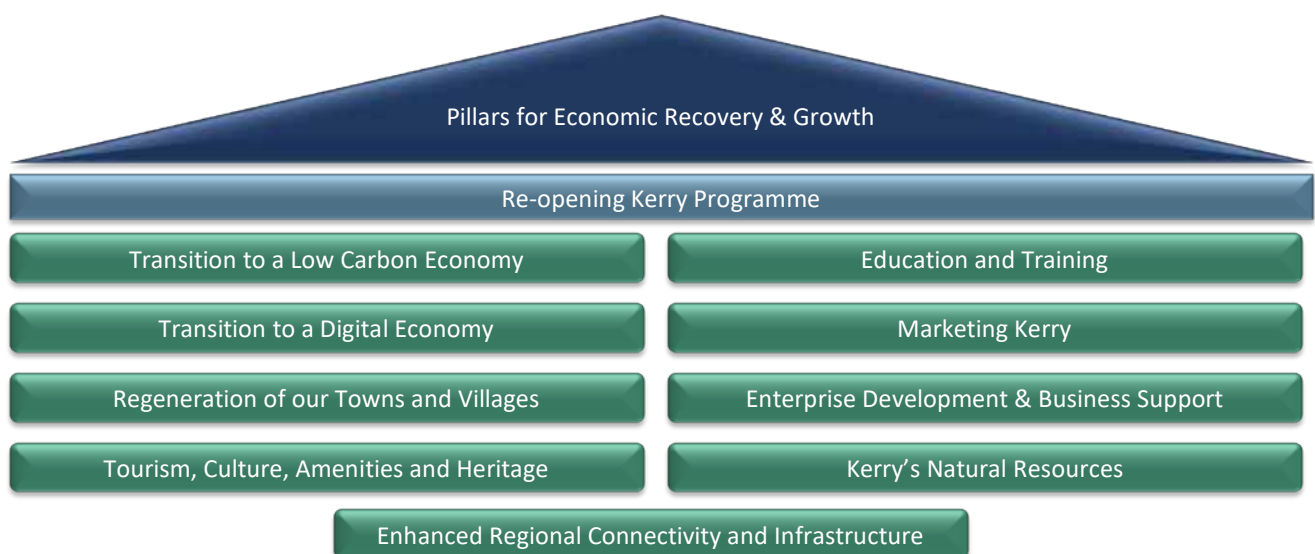 Pillars for Economic Recovery & Growth
Re-opening Kerry Programme
Transition to a Low Carbon Economy
Education and Training
Transition to a Digital Economy
Marketing Kerry
Regeneration of our Towns and Villages
Enterprise Development & Business Support
Tourism, Culture, Amenities and Heritage
Kerry’s Natural Resources
Enhanced Regional Connectivity and Infrastructure